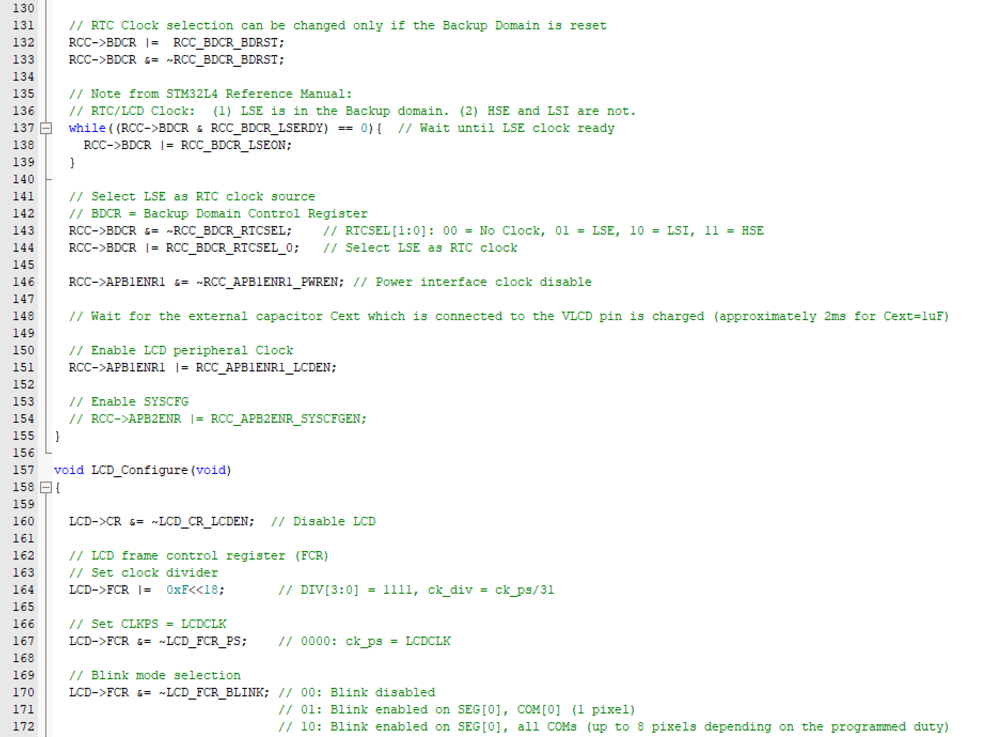 130
131 // RTC Clock selection can be changed only if the Backup Domain is reset
132 RCC->BDCR |=  RCC_BDCR_BDRST;
133 RCC->BDCR &= ~RCC_BDCR_BDRST;
134
135 // Note from STM32L4 Reference Manual:
136 // RTC/LCD Clock:  (1) LSE is in the Backup domain. (2) HSE and LSI are not.
137 while((RCC->BDCR & RCC_BDCR_LSERDY) == 0){  // Wait until LSE clock ready
138 RCC->BDCR |= RCC_BDCR_LSEON;
139 }
140
141 // Select LSE as RTC clock source
142 // BDCR = Backup Domain Control Register
143 RCC->BDCR &= ~RCC_BDCR_RTCSEL;    // RTCSEL[1:0]: 00 = No Clock, 01 = LSE, 10 = LSI, 11 = HSE
144 RCC->BDCR |= RCC_BDCR_RTCSEL_0;   // Select LSE as RTC clock
145
146 RCC->APB1ENR1 &= ~RCC_APB1ENR1_PWREN; // Power interface clock disable
147
148 // Wait for the external capacitor Cext which is connected to the VLCD pin is charged (approximately 2ms for Cext=1uF)
149
150 // Enable LCD peripheral Clock
151 RCC->APB1ENR1 |= RCC_APB1ENR1_LCDEN;
152
153 // Enable SYSCFG
154 // RCC->APB2ENR |= RCC_APB2ENR_SYSCFGEN;
155 }
156
157 void LCD_Configure(void)
158 {
159
160 LCD->CR &= ~LCD_CR_LCDEN;  // Disable LCD
161
162 // LCD frame control register (FCR)
163 // Set clock divider
164 LCD->FCR |=  0xF<<18;       // DIV[3:0] = 1111, ck_div = ck_ps/31
165
166 // Set CLKPS = LCDCLK
167 LCD->FCR &= ~LCD_FCR_PS;    // 0000: ck_ps = LCDCLK
168
169 // Blink mode selection
170 LCD->FCR &= ~LCD_FCR_BLINK; // 00: Blink disabled
171 // 01: Blink enabled on SEG[0], COM[0] (1 pixel)
172 // 10: Blink enabled on SEG[0], all COMs (up to 8 pixels depending on the programmed duty)